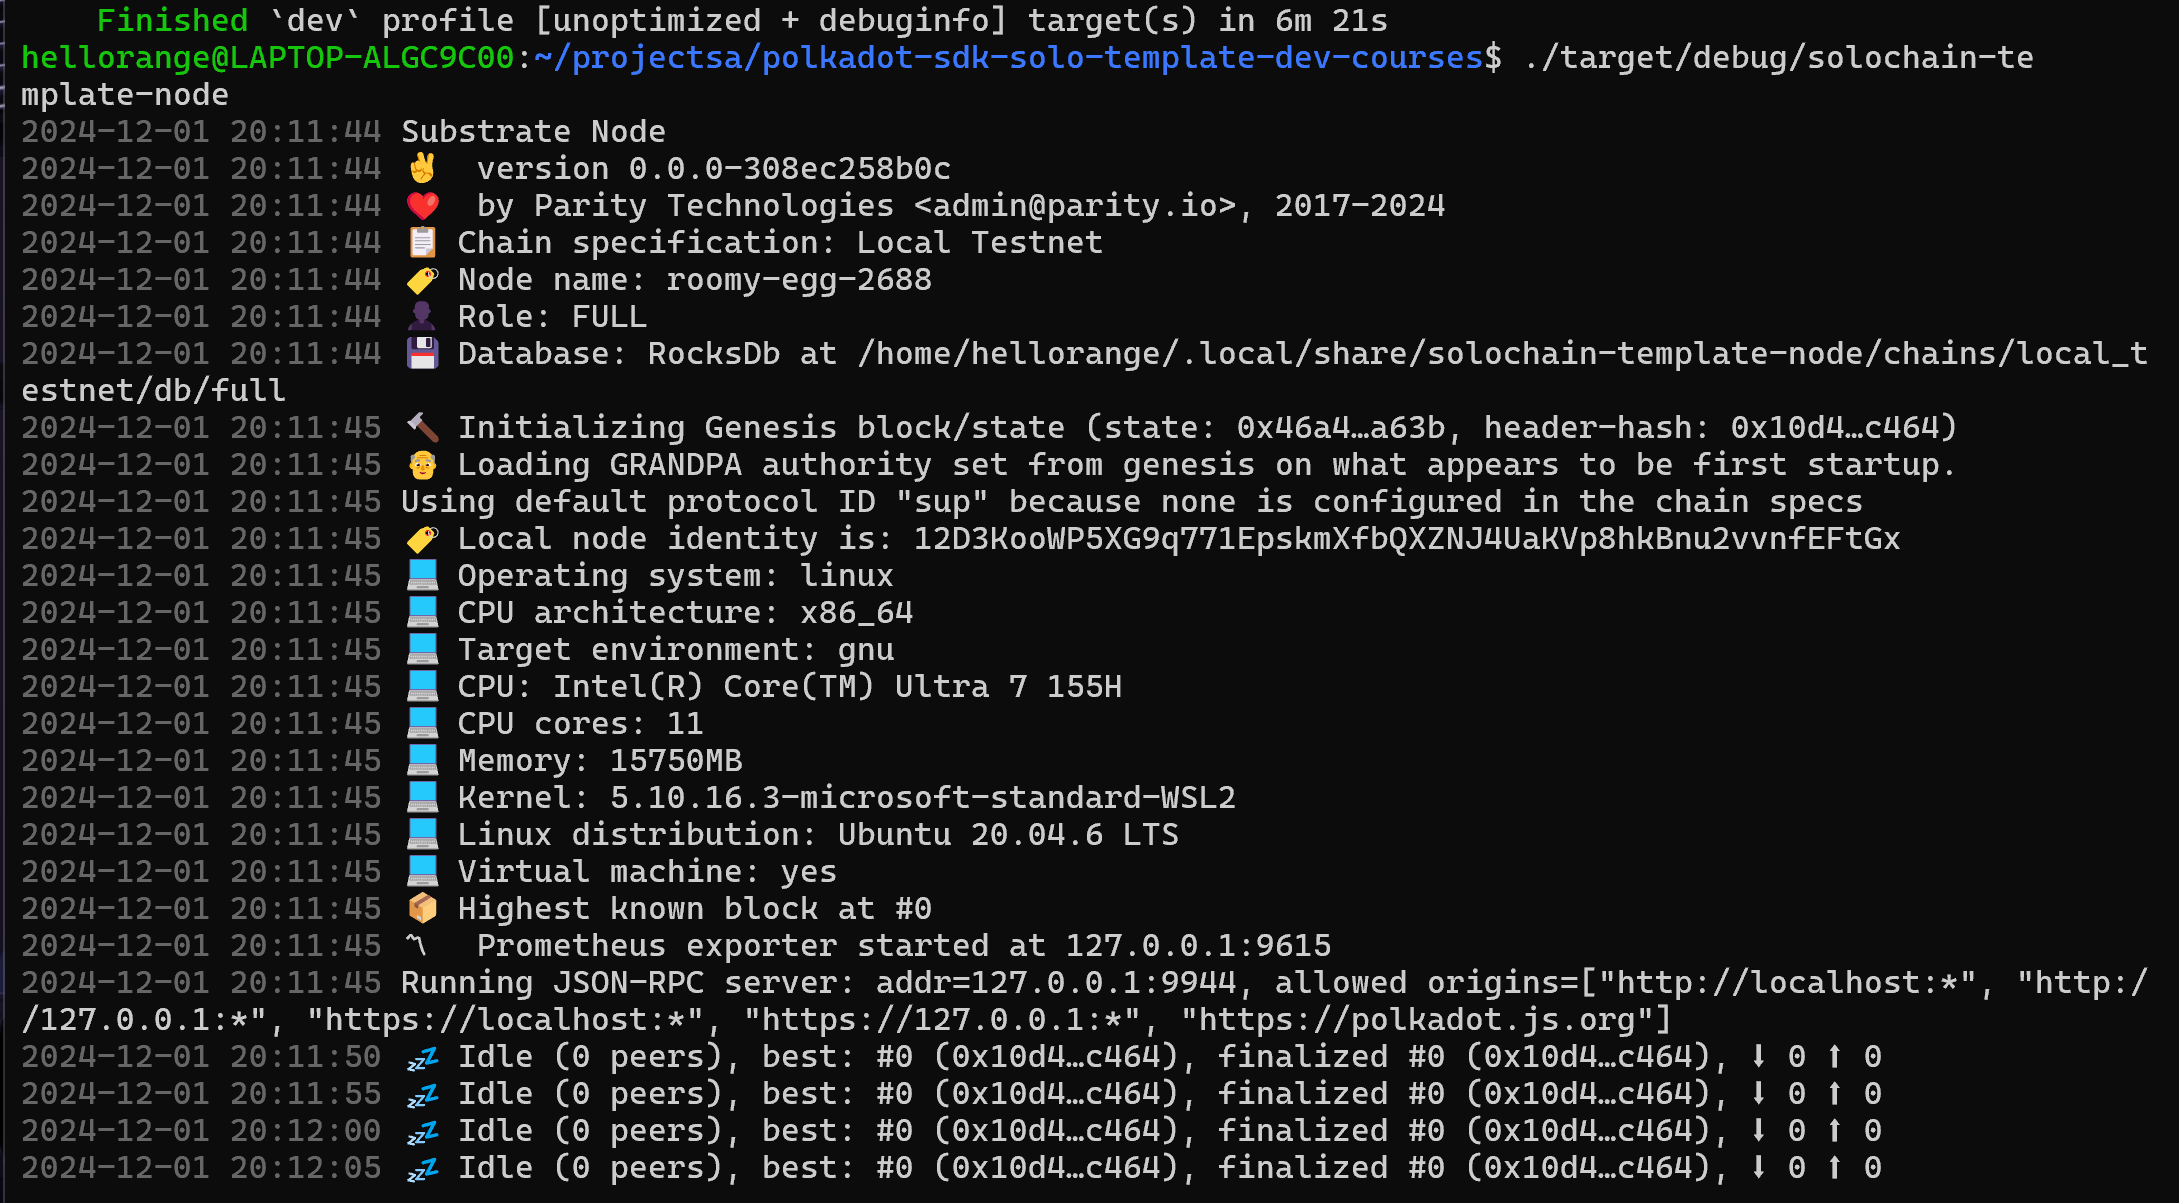 Finished `dev` profile [unoptimized + debuginfo] target(s) in 6m 21s
hellorange@LAPTOP-ALGC9C00:~/projectsa/polkadot-sdk-solo-template-dev-courses$ ./target/debug/solochain-te
mplate-node
2024-12-01 20:11:44 Substrate Node
2024-12-01 20:11:44 ✌️  version 0.0.0-308ec258b0c
2024-12-01 20:11:44 ❤️  by Parity Technologies <admin@parity.io>, 2017-2024
2024-12-01 20:11:44 📋 Chain specification: Local Testnet
2024-12-01 20:11:44 🏷 Node name: roomy-egg-2688
2024-12-01 20:11:44 👤 Role: FULL
2024-12-01 20:11:44 💾 Database: RocksDb at /home/hellorange/.local/share/solochain-template-node/chains/local_t
estnet/db/full
2024-12-01 20:11:45 🔨 Initializing Genesis block/state (state: 0x46a4…a63b, header-hash: 0x10d4…c464)
2024-12-01 20:11:45 👴 Loading GRANDPA authority set from genesis on what appears to be first startup.
2024-12-01 20:11:45 Using default protocol ID "sup" because none is configured in the chain specs
2024-12-01 20:11:45 🏷 Local node identity is: 12D3KooWP5XG9q771EpskmXfbQXZNJ4UaKVp8hkBnu2vvnfEFtGx
2024-12-01 20:11:45 💻 Operating system: linux
2024-12-01 20:11:45 💻 CPU architecture: x86_64
2024-12-01 20:11:45 💻 Target environment: gnu
2024-12-01 20:11:45 💻 CPU: Intel(R) Core(TM) Ultra 7 155H
2024-12-01 20:11:45 💻 CPU cores: 11
2024-12-01 20:11:45 💻 Memory: 15750MB
2024-12-01 20:11:45 💻 Kernel: 5.10.16.3-microsoft-standard-WSL2
2024-12-01 20:11:45 💻 Linux distribution: Ubuntu 20.04.6 LTS
2024-12-01 20:11:45 💻 Virtual machine: yes
2024-12-01 20:11:45 📦 Highest known block at #0
2024-12-01 20:11:45 〽️  Prometheus exporter started at 127.0.0.1:9615
2024-12-01 20:11:45 Running JSON-RPC server: addr=127.0.0.1:9944, allowed origins=["http://localhost:*", "http:/
/127.0.0.1:*", "https://localhost:*", "https://127.0.0.1:*", "https://polkadot.js.org"]
2024-12-01 20:11:50 💤 Idle (0 peers), best: #0 (0x10d4…c464), finalized #0 (0x10d4…c464), ⬇ 0 ⬆ 0
2024-12-01 20:11:55 💤 Idle (0 peers), best: #0 (0x10d4…c464), finalized #0 (0x10d4…c464), ⬇ 0 ⬆ 0
2024-12-01 20:12:00 💤 Idle (0 peers), best: #0 (0x10d4…c464), finalized #0 (0x10d4…c464), ⬇ 0 ⬆ 0
2024-12-01 20:12:05 💤 Idle (0 peers), best: #0 (0x10d4…c464), finalized #0 (0x10d4…c464), ⬇ 0 ⬆ 0